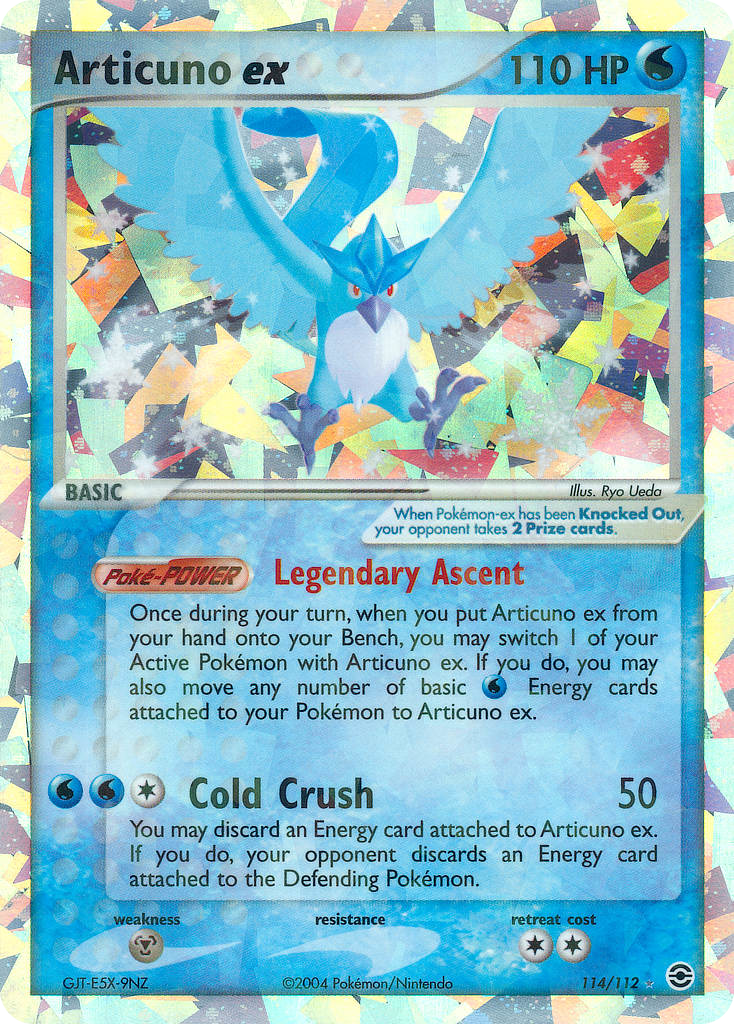 Articuno ex
110 HP
BASIC
Illus. Ryo Ueda
When Pokémon-ex has been Knocked Out,
your opponent takes 2 Prize cards.
Poké-POWER Legendary Ascent
Once during your turn, when you put Articuno ex from
your hand onto your Bench, you may switch 1 of your
Active Pokémon with Articuno ex. If you do, you may
also move any number of basic Energy cards
attached to your Pokémon to Articuno ex.
Cold Crush 50
You may discard an Energy card attached to Articuno ex.
If you do, your opponent discards an Energy card
attached to the Defending Pokémon.
weakness resistance retreat cost
GJT-E5X-9NZ ©2004 Pokémon/Nintendo 114/112